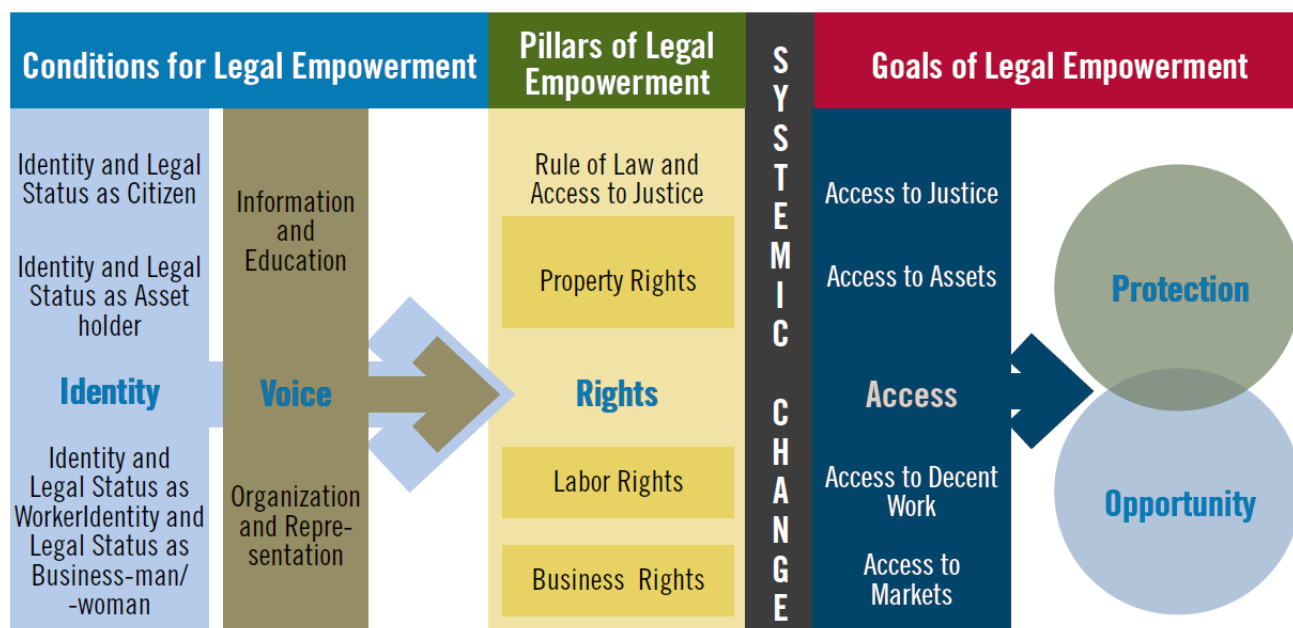 Conditions for Legal Empowerment
Identity and Legal
Status as Citizen
Identity and Legal
Status as Asset
holder
Identity
Identity and
Legal Status as
WorkerIdentity and
Legal Status as
Business-man/
-woman
Information
and
Education
Voice
Organization
and Repre-
sentation
Pillars of Legal
Empowerment
Rule of Law and
Access to Justice
Property Rights
Rights
Labor Rights
Business Rights
SYSTEMIC CHANGE
Goals of Legal Empowerment
Access to Justice
Access to Assets
Access
Access to Decent
Work
Access to
Markets
Protection
Opportunity